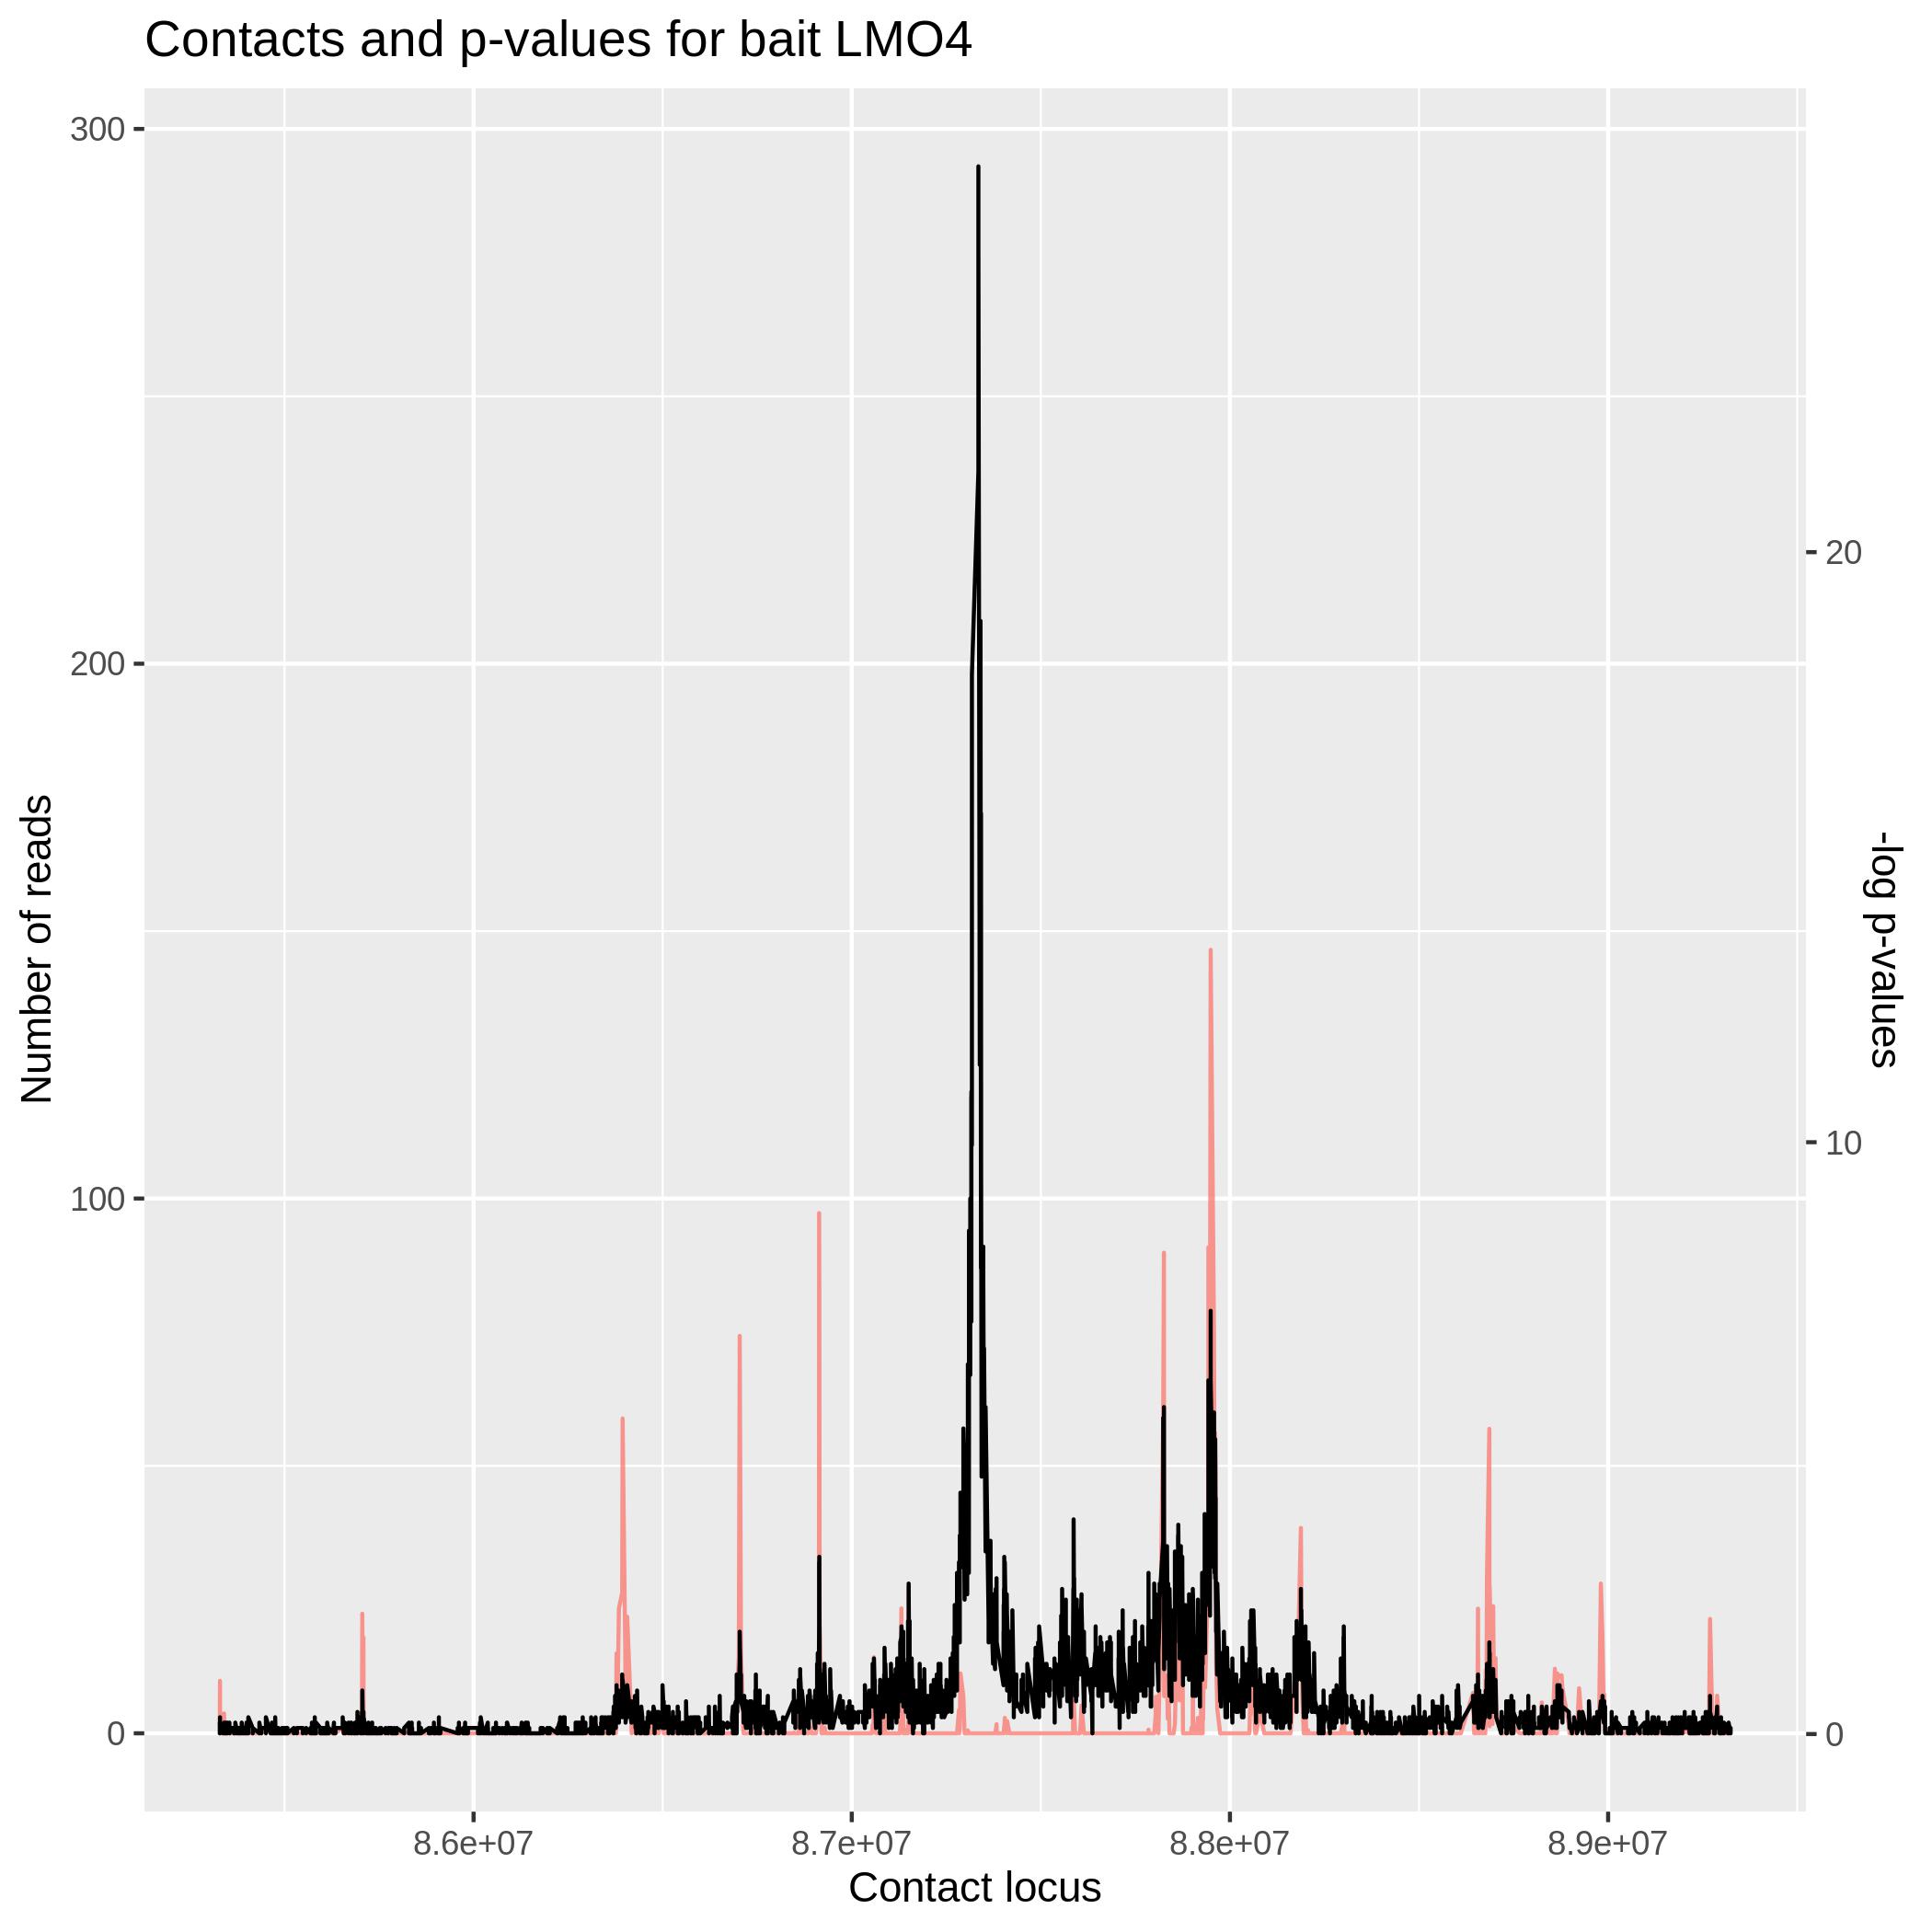 Contacts and p-values for bait LMO4
300
200
100
0
Number of reads
20
10
0
-log p-values
8.6e+07 8.7e+07 8.8e+07 8.9e+07
Contact locus